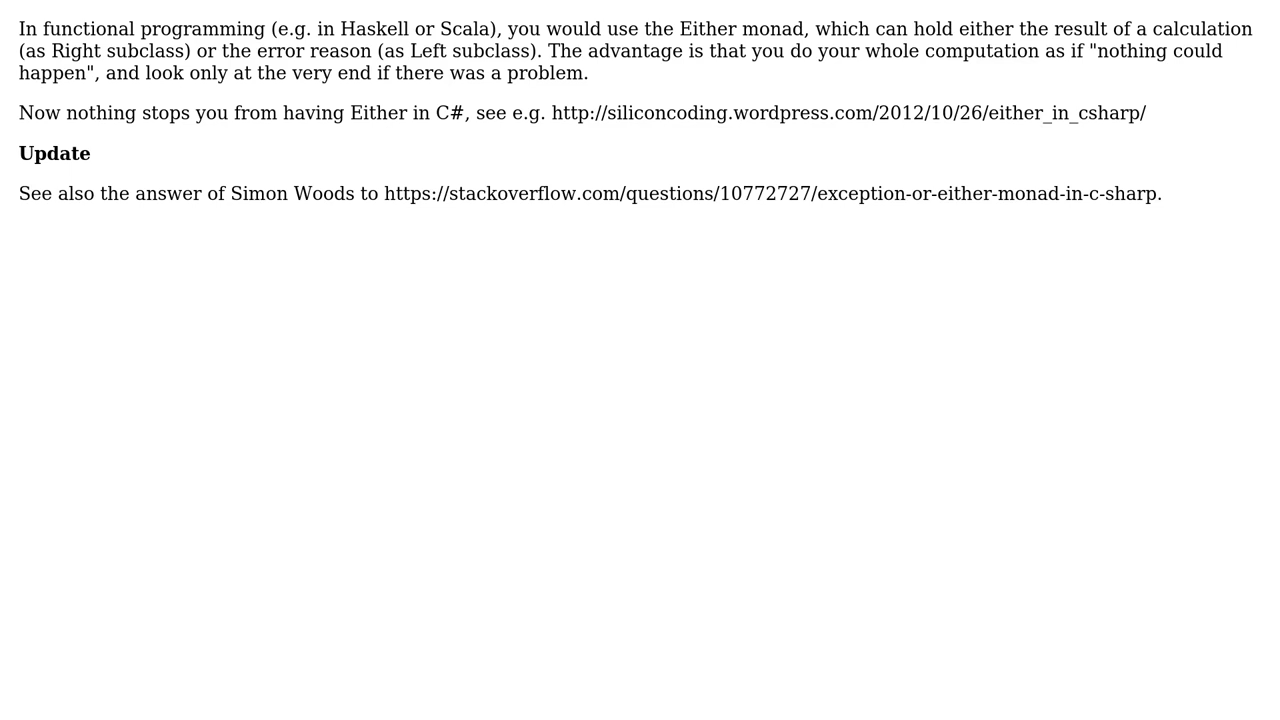 In functional programming (e.g. in Haskell or Scala), you would use the Either monad, which can hold either the result of a calculation
(as Right subclass) or the error reason (as Left subclass). The advantage is that you do your whole computation as if "nothing could
happen", and look only at the very end if there was a problem.
Now nothing stops you from having Either in C#, see e.g. http://siliconcoding.wordpress.com/2012/10/26/either_in_csharp/
Update
See also the answer of Simon Woods to https://stackoverflow.com/questions/10772727/exception-or-either-monad-in-c-sharp.